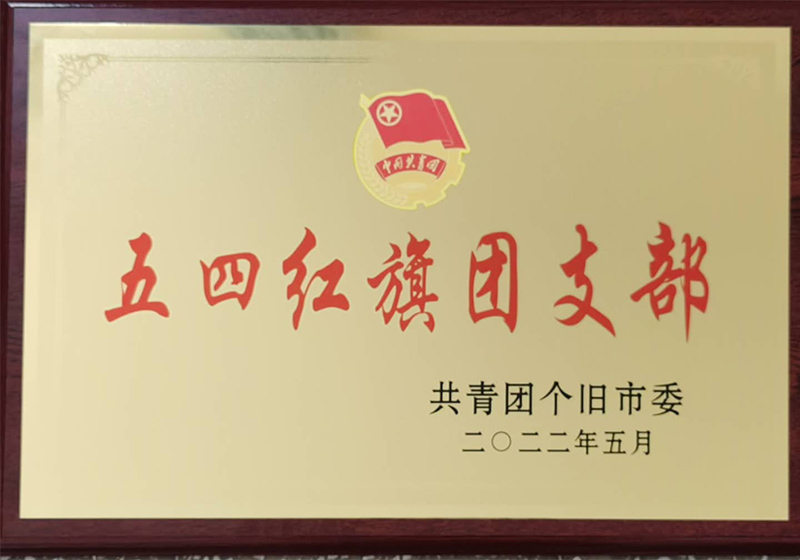 中国共青团
五四红旗团支部
共青团个旧市委
二〇二二年五月